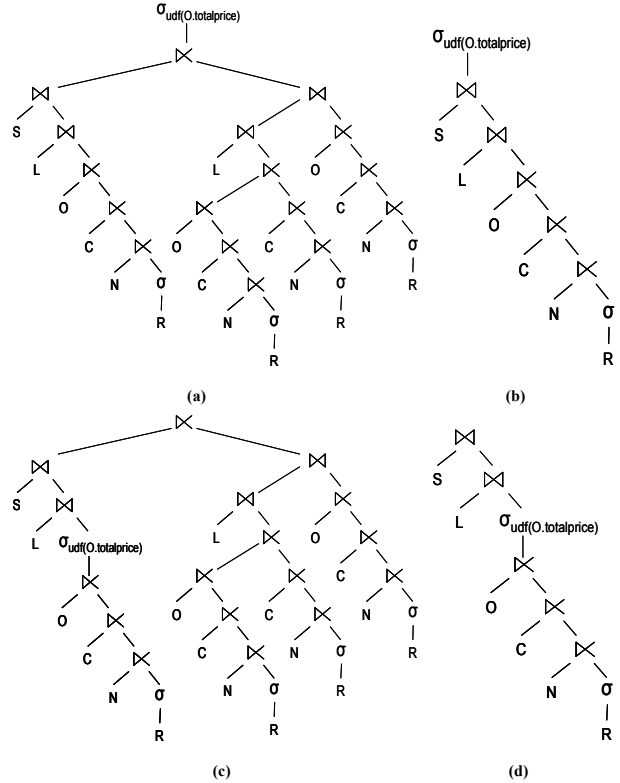 σudf(O.totalprice)
S
L L O
O C
C O C N σ
N σ C N σ R
R N σ R
R
(a)
σudf(O.totalprice)
S
L
O
C
N σ
R
(b)
S
L L O
σudf(O.totalprice)
C
O O C N σ
C C N σ R
N σ N σ R
R R
(c)
S
L
σudf(O.totalprice)
O
C
N σ
R
(d)